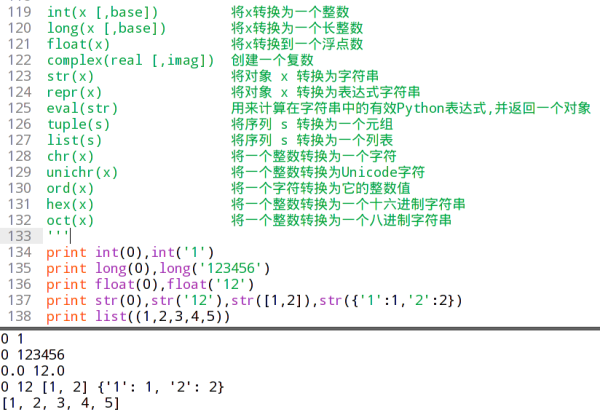 119 int(x [,base]) 将x转换为一个整数
120 long(x [,base]) 将x转换为一个长整数
121 float(x) 将x转换到一个浮点数
122 complex(real [,imag]) 创建一个复数
123 str(x) 将对象 x 转换为字符串
124 repr(x) 将对象 x 转换为表达式字符串
125 eval(str) 用来计算在字符串中的有效Python表达式,并返回一个对象
126 tuple(s) 将序列 s 转换为一个元组
127 list(s) 将序列 s 转换为一个列表
128 chr(x) 将一个整数转换为一个字符
129 unichr(x) 将一个整数转换为Unicode字符
130 ord(x) 将一个字符转换为它的整数值
131 hex(x) 将一个整数转换为一个十六进制字符串
132 oct(x) 将一个整数转换为一个八进制字符串
133 '''
134 print int(0),int('1')
135 print long(0),long('123456')
136 print float(0),float('12')
137 print str(0),str('12'),str([1,2]),str({'1':1,'2':2})
138 print list((1,2,3,4,5))
0 1
0 123456
0.0 12.0
0 12 [1, 2] {'1': 1, '2': 2}
[1, 2, 3, 4, 5]